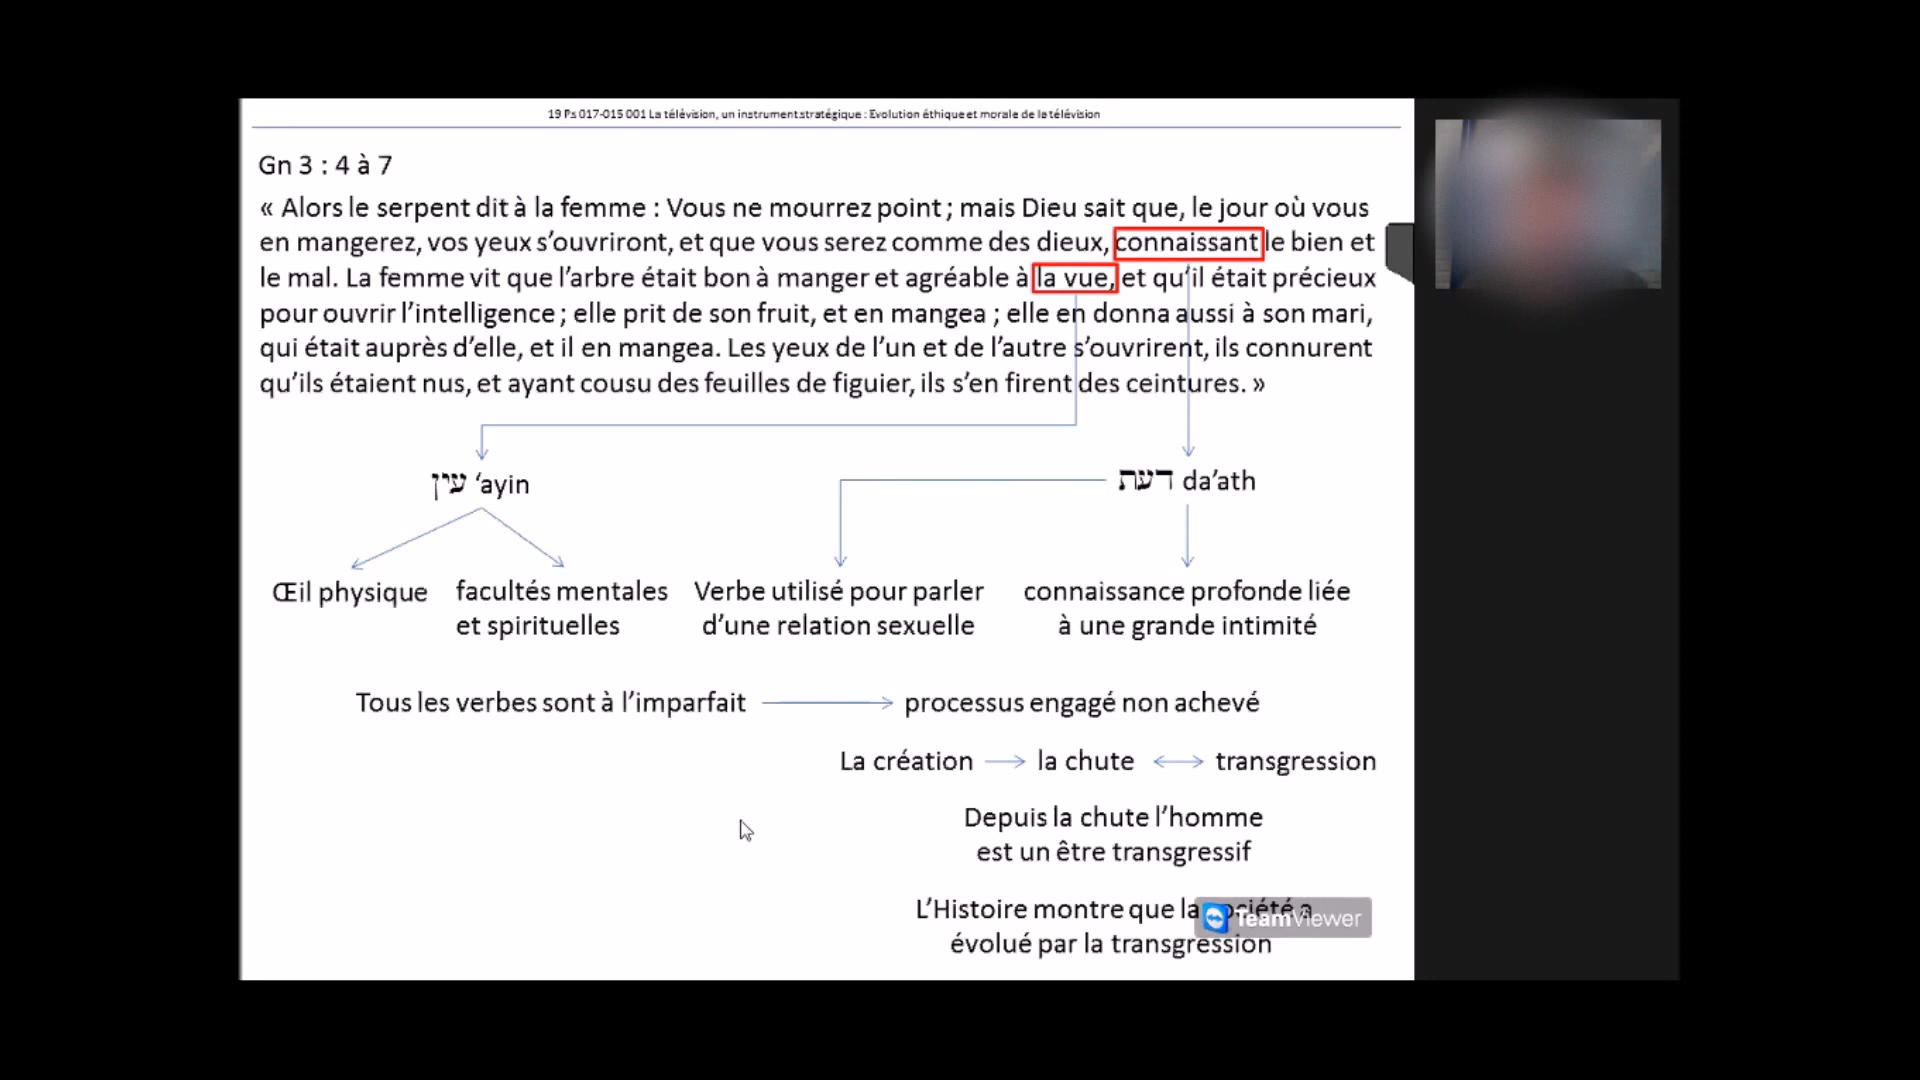 19 Ps 017-015 001 La télévision, un instrument stratégique : Evolution éthique et morale de la télévision
Gn 3 : 4 à 7
« Alors le serpent dit à la femme : Vous ne mourrez point ; mais Dieu sait que, le jour où vous
en mangerez, vos yeux s’ouvriront, et que vous serez comme des dieux, connaissant le bien et
le mal. La femme vit que l’arbre était bon à manger et agréable à la vue, et qu’il était précieux
pour ouvrir l’intelligence ; elle prit de son fruit, et en mangea ; elle en donna aussi à son mari,
qui était auprès d’elle, et il en mangea. Les yeux de l’un et de l’autre s’ouvrirent, ils connurent
qu’ils étaient nus, et ayant cousu des feuilles de figuier, ils s’en firent des ceintures. »
עין ‘ayin
דעת da’ath
Œil physique
facultés mentales
et spirituelles
Verbe utilisé pour parler
d’une relation sexuelle
connaissance profonde liée
à une grande intimité
Tous les verbes sont à l’imparfait
processus engagé non achevé
La création
la chute
transgression
Depuis la chute l’homme
est un être transgressif
L’Histoire montre que la société a
évolué par la transgression
TeamViewer